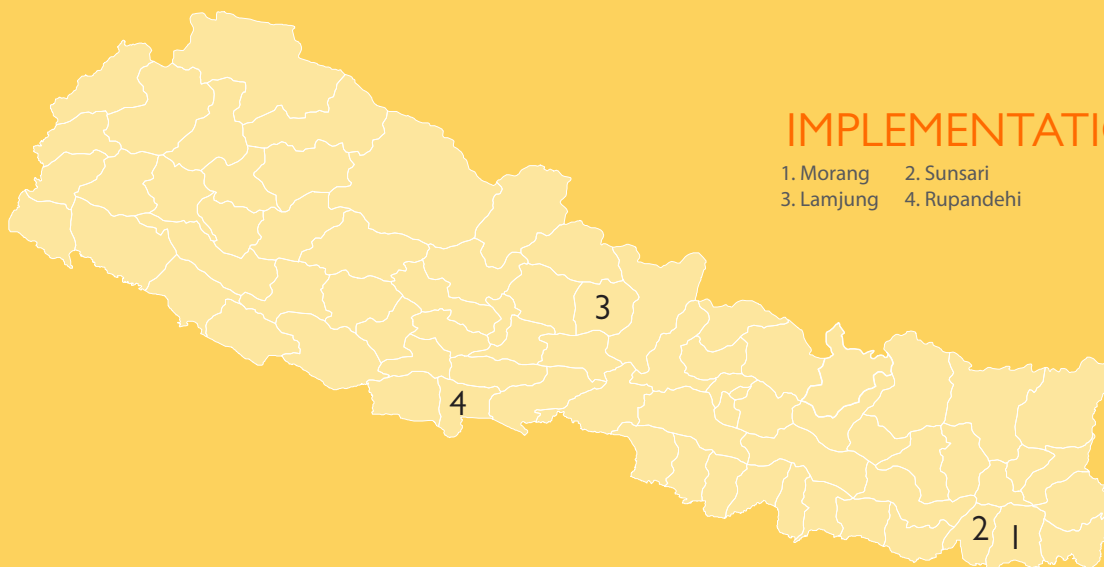 IMPLEMENTATI
1. Morang 2. Sunsari
3. Lamjung 4. Rupandehi
3
4
2 1